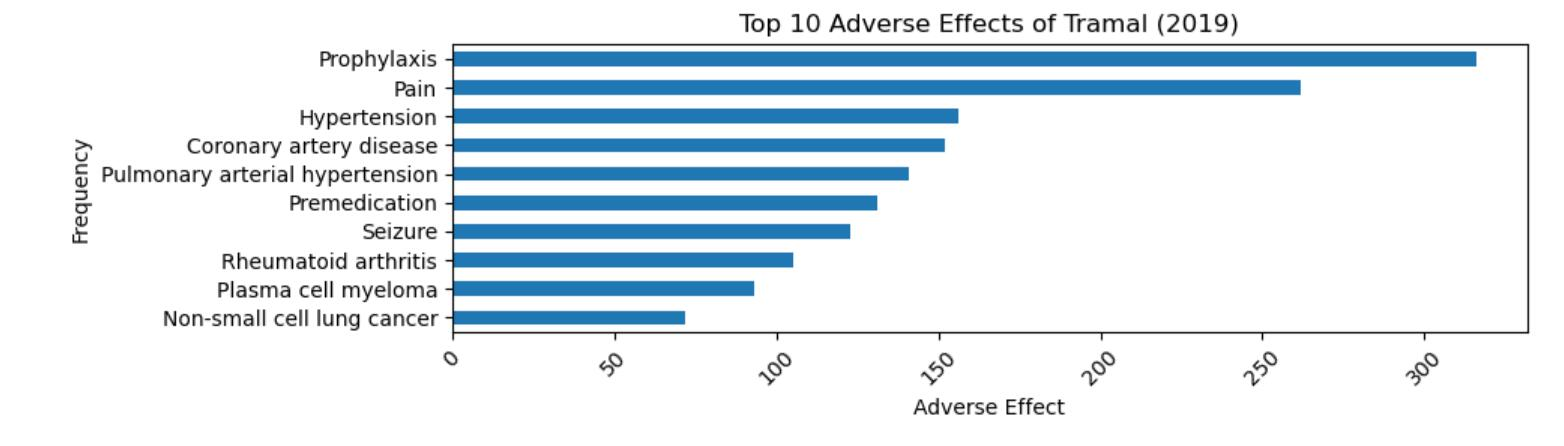 Top 10 Adverse Effects of Tramal (2019)
Prophylaxis
Pain
Hypertension
Coronary artery disease
Pulmonary arterial hypertension
Premedication
Seizure
Rheumatoid arthritis
Plasma cell myeloma
Non-small cell lung cancer
Frequency
0 50 100 150 200 250 300
Adverse Effect